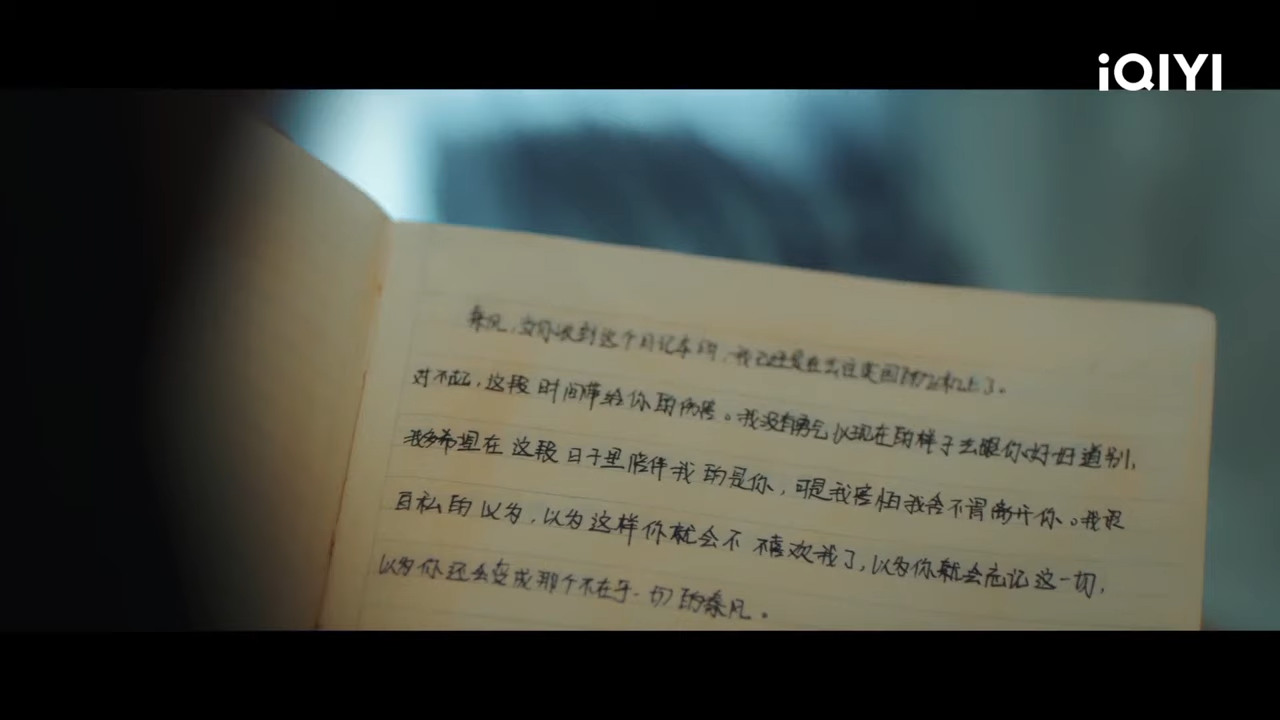 iQIYI
秦风，当你收到这个日记本时，我已经是在去往美国的飞机上了。
对不起，这段时间带给你的伤害。我没有勇气以现在的样子去跟你好好道别，
我多希望在这段日子里陪伴我的是你，可是我害怕我舍不得离开你。我很
自私的以为，以为这样你就会不不喜欢我了，以为你就会忘记这一切，
以为你还会变成那个不在乎一切的秦风。